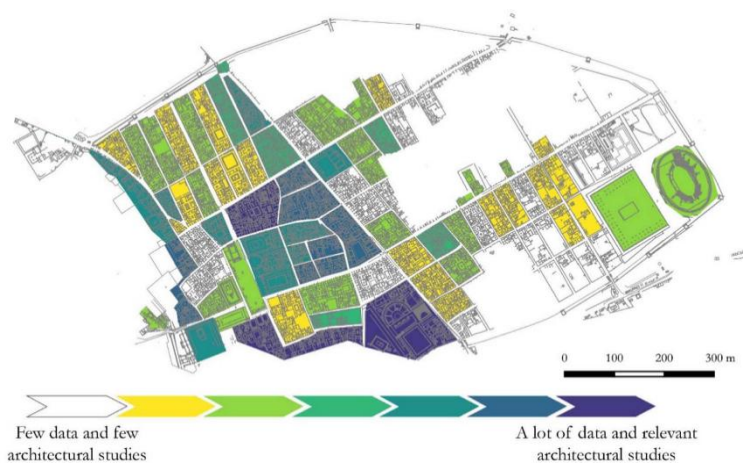 0 100 200 300 m
Few data and few
architectural studies
A lot of data and relevant
architectural studies